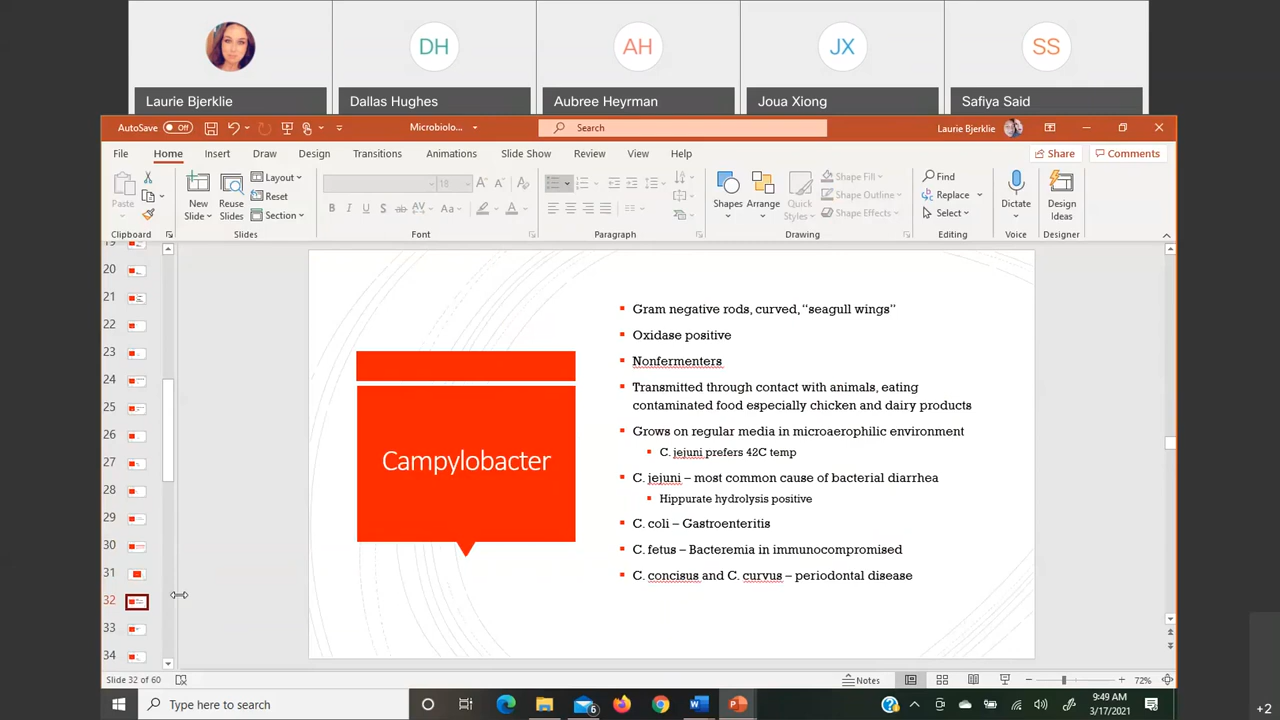 DH
AH
JX
SS
Laurie Bjerklie
Dallas Hughes
Aubree Heyrman
Joua Xiong
Safiya Said
AutoSave Off
Microbiolo...
Search
Laurie Bjerklie
File Home Insert Draw Design Transitions Animations Slide Show Review View Help
Share Comments
Paste
New Slides
Reuse Slides
Layout
Reset
Section
18
Aa
Shapes
Arrange
Quick Styles
Shape Fill
Shape Outline
Shape Effects
Find
Replace
Select
Dictate
Design Ideas
Clipboard Slides Font Paragraph Drawing Editing Voice Designer
19
20
21
22
23
24
25
26
27
28
29
30
31
32
33
34
Campylobacter
Gram negative rods, curved, “seagull wings”
Oxidase positive
Nonfermenters
Transmitted through contact with animals, eating
contaminated food especially chicken and dairy products
Grows on regular media in microaerophilic environment
C. jejuni prefers 42C temp
C. jejuni – most common cause of bacterial diarrhea
Hippurate hydrolysis positive
C. coli – Gastroenteritis
C. fetus – Bacteremia in immunocompromised
C. concisus and C. curvus – periodontal disease
Slide 32 of 60
Notes
72%
Type here to search
6
9:49 AM
3/17/2021
+2